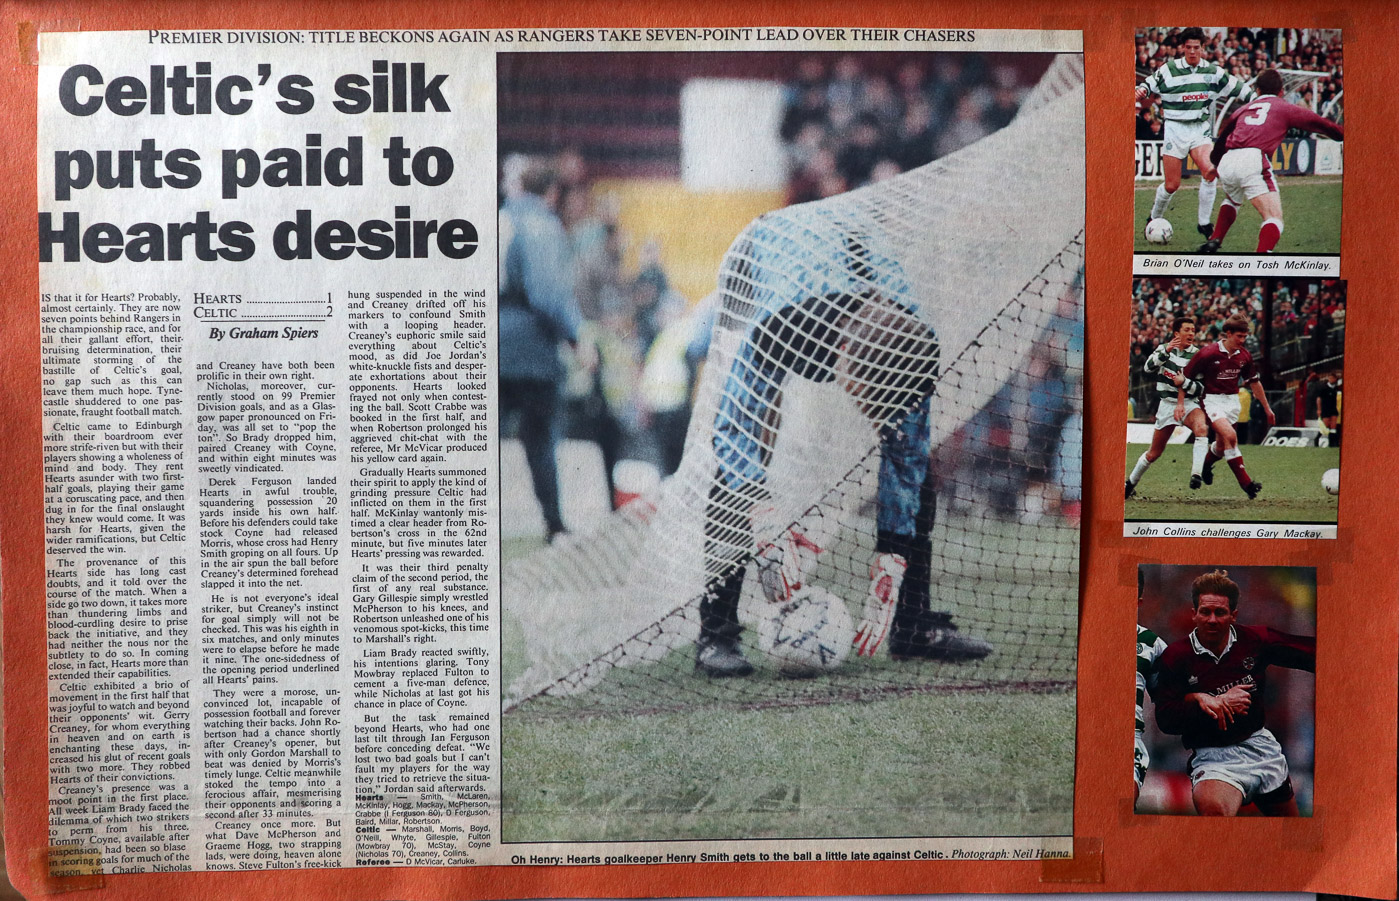 PREMIER DIVISION: TITLE BECKONS AGAIN AS RANGERS TAKE SEVEN-POINT LEAD OVER THEIR CHASERS
Celtic's silk
puts paid to
Hearts desire
IS that it for Hearts? Probably,
almost certainly. They are now
seven points behind Rangers in
the championship race, and for
all their gallant effort, their
bruising determination, their
ultimate storming of the
bastille of Celtic's goal,
no gap such as this can
leave them much hope. Tyne-
castle shuddered to one pas-
sionate, fraught football match.
Celtic came to Edinburgh
with their boardroom ever
more strife-riven but with their
players showing a wholeness of
mind and body. They rent
Hearts asunder with two first-
half goals, playing their game
at a coruscating pace, and then
dug in for the final onslaught
they knew would come. It was
harsh for Hearts, given the
wider ramifications, but Celtic
deserved the win.
The provenance of this
Hearts side has long cast
doubts, and it told over the
course of the match. When a
side go two down, it takes more
than thundering limbs and
blood-curdling desire to prise
back the initiative, and they
had neither the nous nor the
subtlety to do so. In coming
close, in fact, Hearts more than
extended their capabilities.
Celtic exhibited a brio of
movement in the first half that
was joyful to watch and beyond
their opponents' wit. Gerry
Creaney, for whom everything
in heaven and on earth is
enchanting these days, in-
creased his glut of recent goals
with two more. They robbed
Hearts of their convictions.
Creaney's presence was a
moot point in the first place.
All week Liam Brady faced the
dilemma of which two strikers
to perm from his three.
Tommy Coyne, available after
suspension, had been so blase
in scoring goals for much of the
season, yet Charlie Nicholas
HEARTS ..............................1
CELTIC ..............................2
By Graham Spiers
and Creaney have both been
prolific in their own right.
Nicholas, moreover, cur-
rently stood on 99 Premier
Division goals, and as a Glas-
gow paper pronounced on Fri-
day, was all set to "pop the
ton". So Brady dropped him,
paired Creaney with Coyne,
and within eight minutes was
sweetly vindicated.
Derek Ferguson landed
Hearts in awful trouble,
squandering possession 20
yards inside his own half.
Before his defenders could take
stock Coyne had released
Morris, whose cross had Henry
Smith groping on all fours. Up
in the air spun the ball before
Creaney's determined forehead
slapped it into the net.
He is not everyone's ideal
striker, but Creaney's instinct
for goal simply will not be
checked. This was his eighth in
six matches, and only minutes
were to elapse before he made
it nine. The one-sidedness of
the opening period underlined
all Hearts' pains.
They were a morose, un-
convinced lot, incapable of
possession football and forever
watching their backs. John Ro-
bertson had a chance shortly
after Creaney's opener, but
with only Gordon Marshall to
beat was denied by Morris's
timely lunge. Celtic meanwhile
stoked the tempo into a
ferocious affair, mesmerising
their opponents and scoring a
second after 33 minutes.
Creaney once more. But
what Dave McPherson and
Graeme Hogg, two strapping
lads, were doing, heaven alone
knows. Steve Fulton's free-kick
hung suspended in the wind
and Creaney drifted off his
markers to confound Smith
with a looping header.
Creaney's euphoric smile said
everything about Celtic's
mood, as did Joe Jordan's
white-knuckle fists and desper-
ate exhortations about their
opponents. Hearts looked
frayed not only when contest-
ing the ball. Scott Crabbe was
booked in the first half, and
when Robertson prolonged his
aggrieved chit-chat with the
referee, Mr McVicar produced
his yellow card again.
Gradually Hearts summoned
their spirit to apply the kind of
grinding pressure Celtic had
inflicted on them in the first
half. McKinlay wantonly mis-
timed a clear header from Ro-
bertson's cross in the 62nd
minute, but five minutes later
Hearts' pressing was rewarded.
It was their third penalty
claim of the second period, the
first of any real substance.
Gary Gillespie simply wrestled
McPherson to his knees, and
Robertson unleashed one of his
venomous spot-kicks, this time
to Marshall's right.
Liam Brady reacted swiftly,
his intentions glaring. Tony
Mowbray replaced Fulton to
cement a five-man defence,
while Nicholas at last got his
chance in place of Coyne.
But the task remained
beyond Hearts, who had one
last tilt through Ian Ferguson
before conceding defeat. "We
lost two bad goals but I can't
fault my players for the way
they tried to retrieve the situa-
tion," Jordan said afterwards.
Hearts — Smith, McLaren,
McKinlay, Hogg, Mackay, McPherson,
Crabbe (I Ferguson 80), D Ferguson,
Baird, Millar, Robertson.
Celtic — Marshall, Morris, Boyd,
O'Neil, Whyte, Gillespie, Fulton
(Mowbray 70), McStay, Coyne
(Nicholas 70), Creaney, Collins.
Referee — D McVicar, Carluke.
Oh Henry: Hearts goalkeeper Henry Smith gets to the ball a little late against Celtic. Photograph: Neil Hanna.
peoples
3
Brian O'Neil takes on Tosh McKinlay.
John Collins challenges Gary Mackay.
MILLER